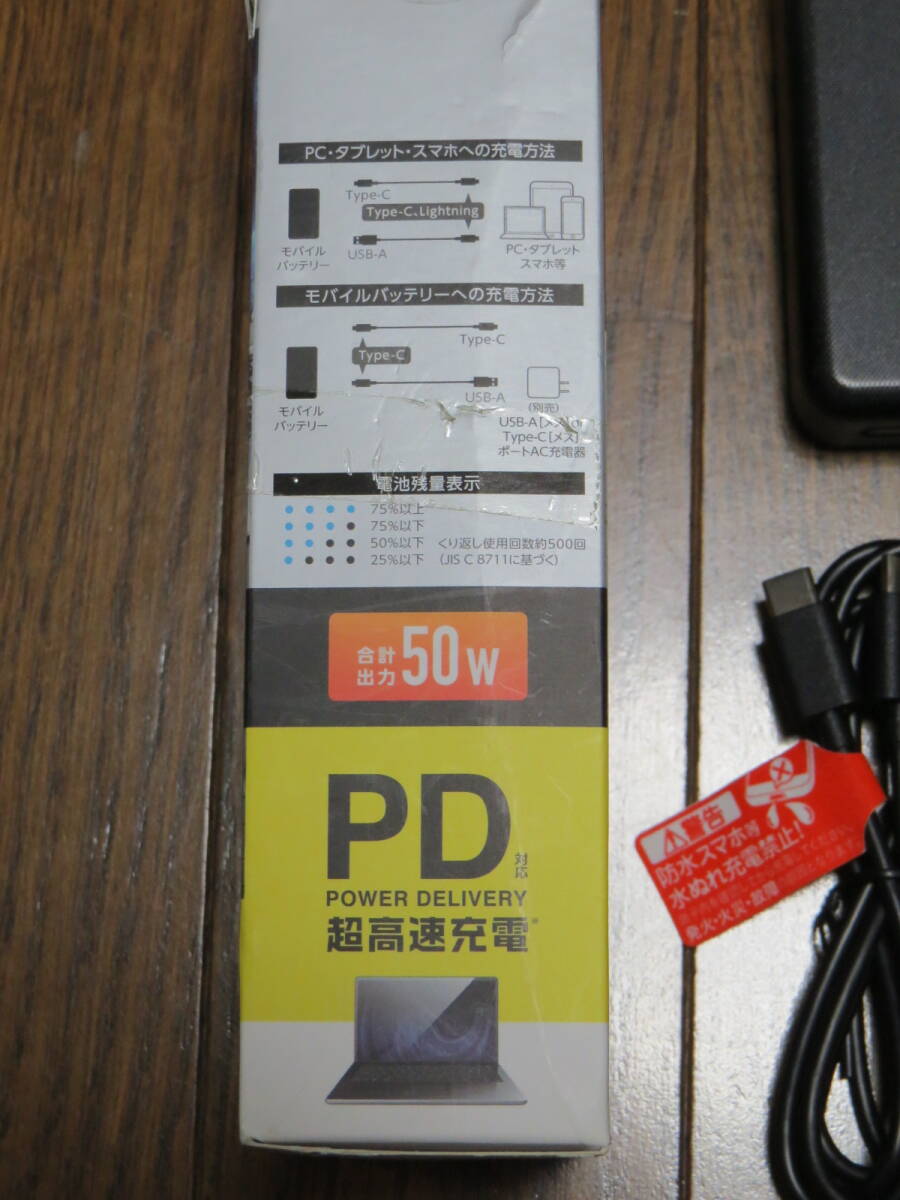 PC・タブレット・スマホへの充電方法
Type-C
Type-C、Lightning
USB-A
モバイル
バッテリー
PC・タブレット
スマホ等
モバイルバッテリーへの充電方法
Type-C
Type-C
USB-A
モバイル
バッテリー
(別売)
USB-A[メス]
Type-C[メス]
ポートAC充電器
電池残量表示
75%以上
75%以下
50%以下 くり返し使用回数約500回
25%以下 (JIS C 8711に基づく)
合計
出力 50W
PD 対応
POWER DELIVERY
超高速充電*
警告
防水スマホ等
水ぬれ充電禁止!
発火・火災・故障